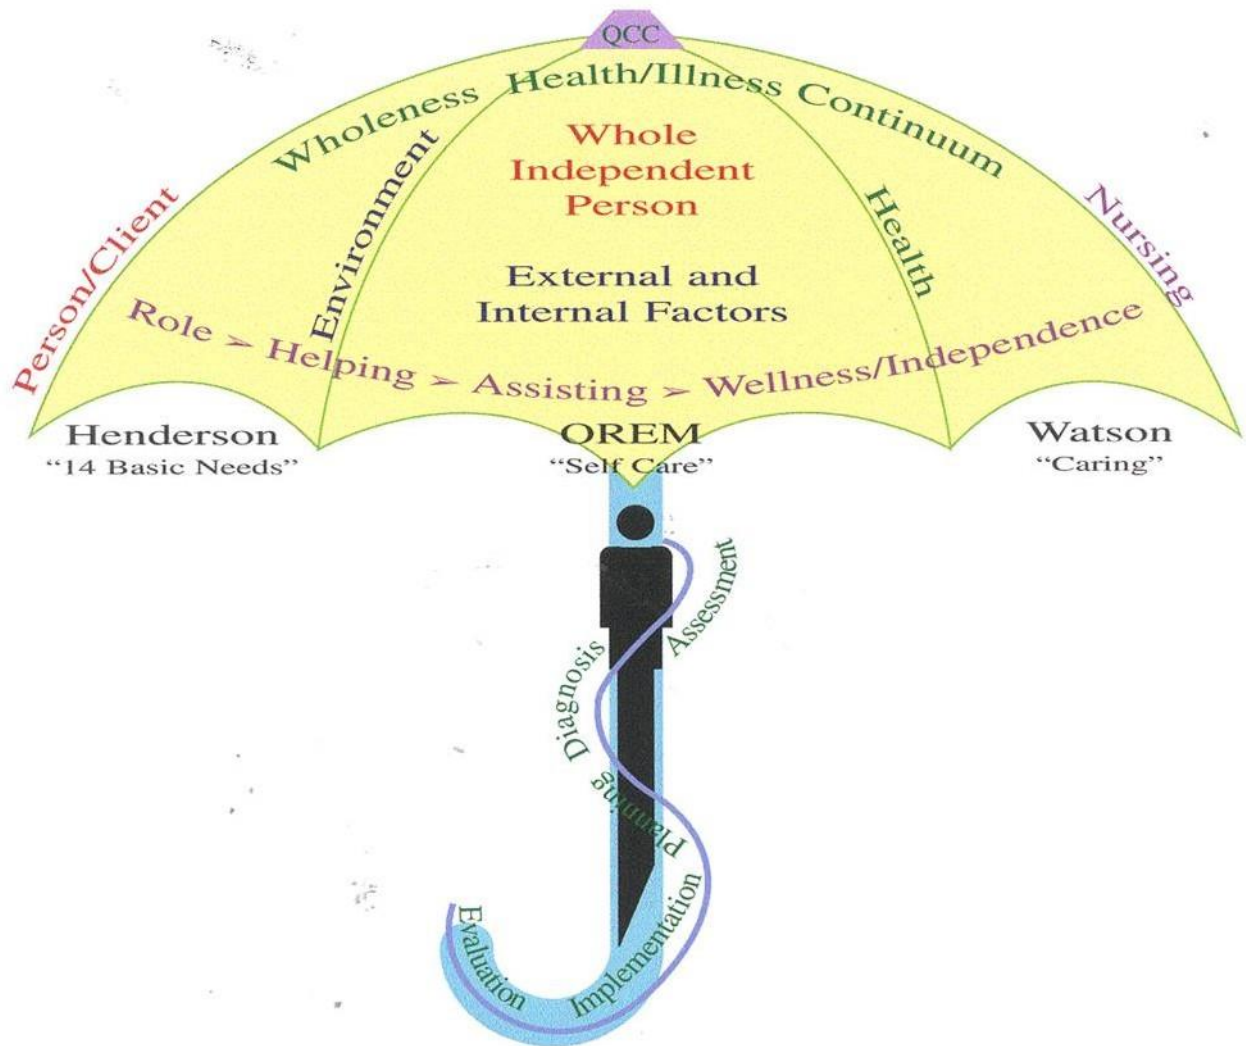 QCC
Wholeness Health/Illness Continuum
Person/Client
Environment
Whole
Independent
Person
Health
Nursing
External and
Internal Factors
Role ➢ Helping ➢ Assisting ➢ Wellness/Independence
Henderson
“14 Basic Needs”
OREM
“Self Care”
Watson
“Caring”
Assessment
Diagnosis
Planning
Implementation
Evaluation